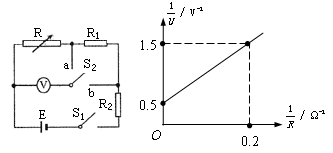 R R₁
a S₂
V b
R₂
E S₁
1/U / V⁻¹
1.5
0.5
O 0.2
1/R / Ω⁻¹